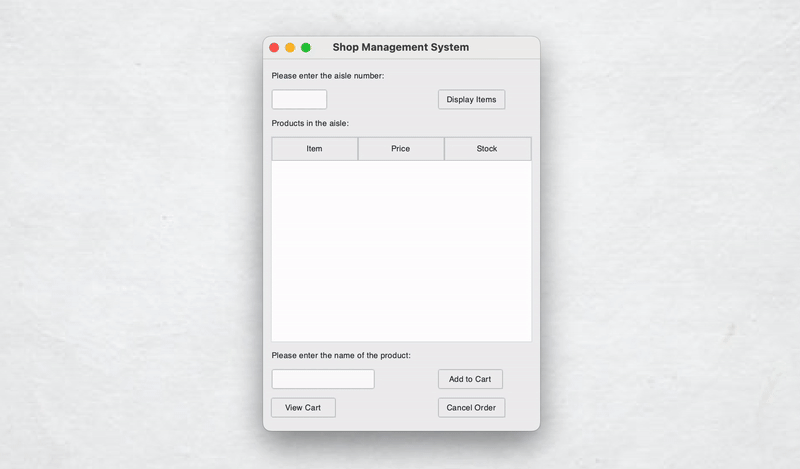 Shop Management System
Please enter the aisle number:
Display Items
Products in the aisle:
Item Price Stock
Please enter the name of the product:
Add to Cart
View Cart Cancel Order